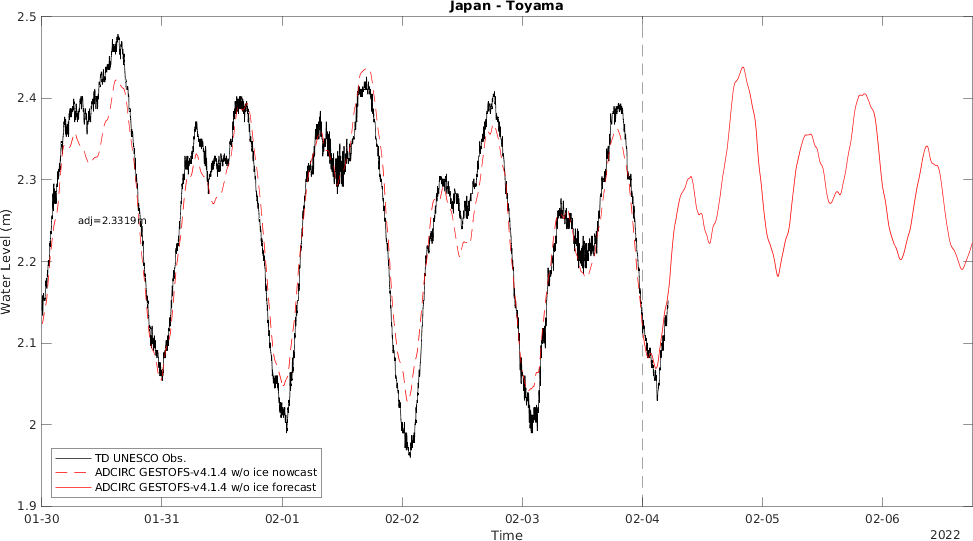 Japan - Toyama
2.5
2.4
2.3
2.2
2.1
2
1.9
Water Level (m)
adj=2.3319m
TD UNESCO Obs.
ADCIRC GESTOFS-v4.1.4 w/o ice nowcast
ADCIRC GESTOFS-v4.1.4 w/o ice forecast
01-30 01-31 02-01 02-02 02-03 02-04 02-05 02-06
Time
2022